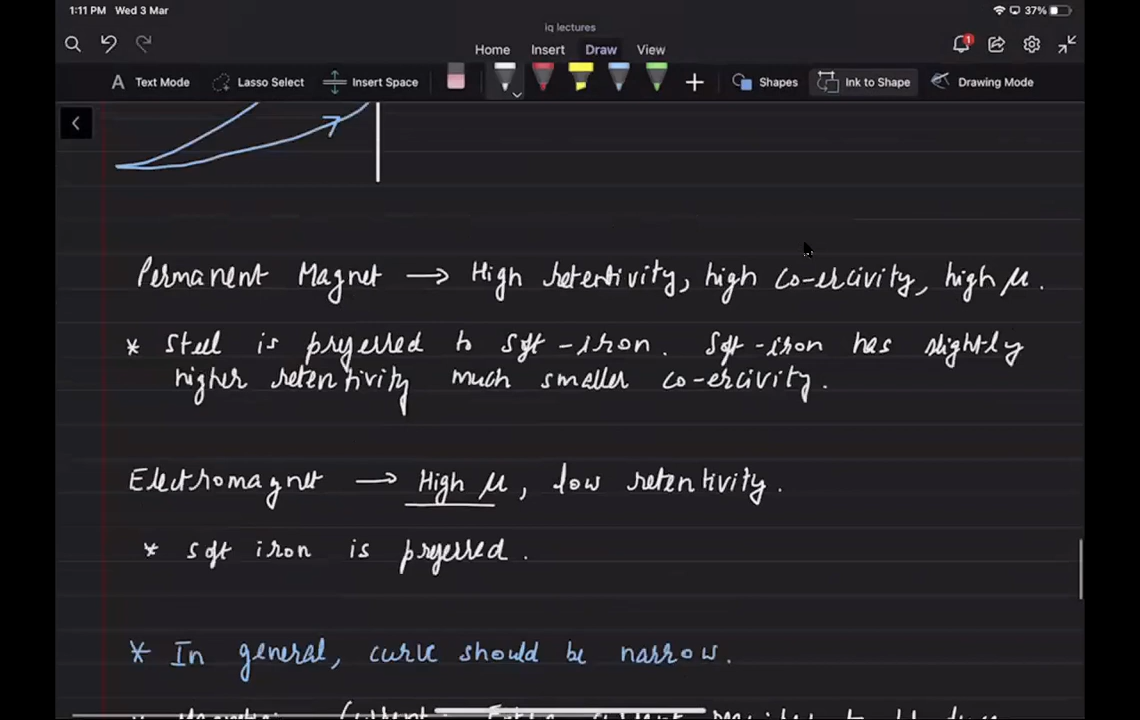 1:11 PM Wed 3 Mar
37%
iq lectures
Home Insert Draw View
1
A Text Mode Lasso Select Insert Space Shapes Ink to Shape Drawing Mode
Permanent Magnet → High retentivity, high co-ercivity, high μ.
* Steel is preferred to soft-iron. Soft-iron has slightly
higher retentivity much smaller co-ercivity.
Electromagnet → High μ, low retentivity.
* soft iron is preferred.
* In general, curve should be narrow.